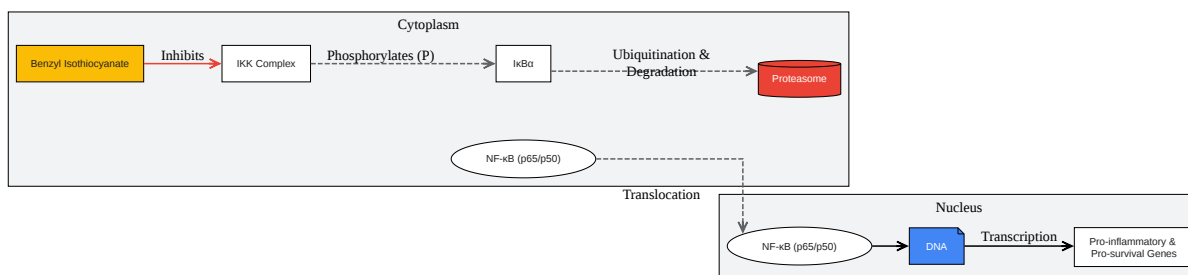 Cytoplasm
Benzyl Isothiocyanate
Inhibits
IKK Complex
Phosphorylates (P)
IκBα
Ubiquitination &
Degradation
Proteasome
NF-κB (p65/p50)
Translocation
Nucleus
NF-κB (p65/p50)
DNA
Transcription
Pro-inflammatory &
Pro-survival Genes